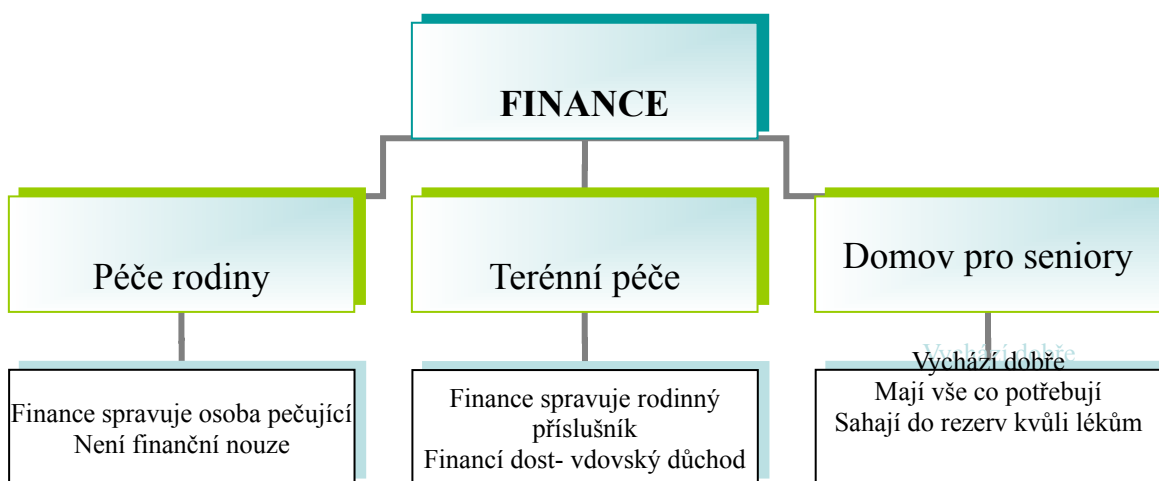 FINANCE
Péče rodiny
Terénní péče
Domov pro seniory
Finance spravuje osoba pečující
Není finanční nouze
Finance spravuje rodinný
příslušník
Financí dost- vdovský důchod
Vychází dobře
Mají vše co potřebují
Sahají do rezerv kvůli lékům